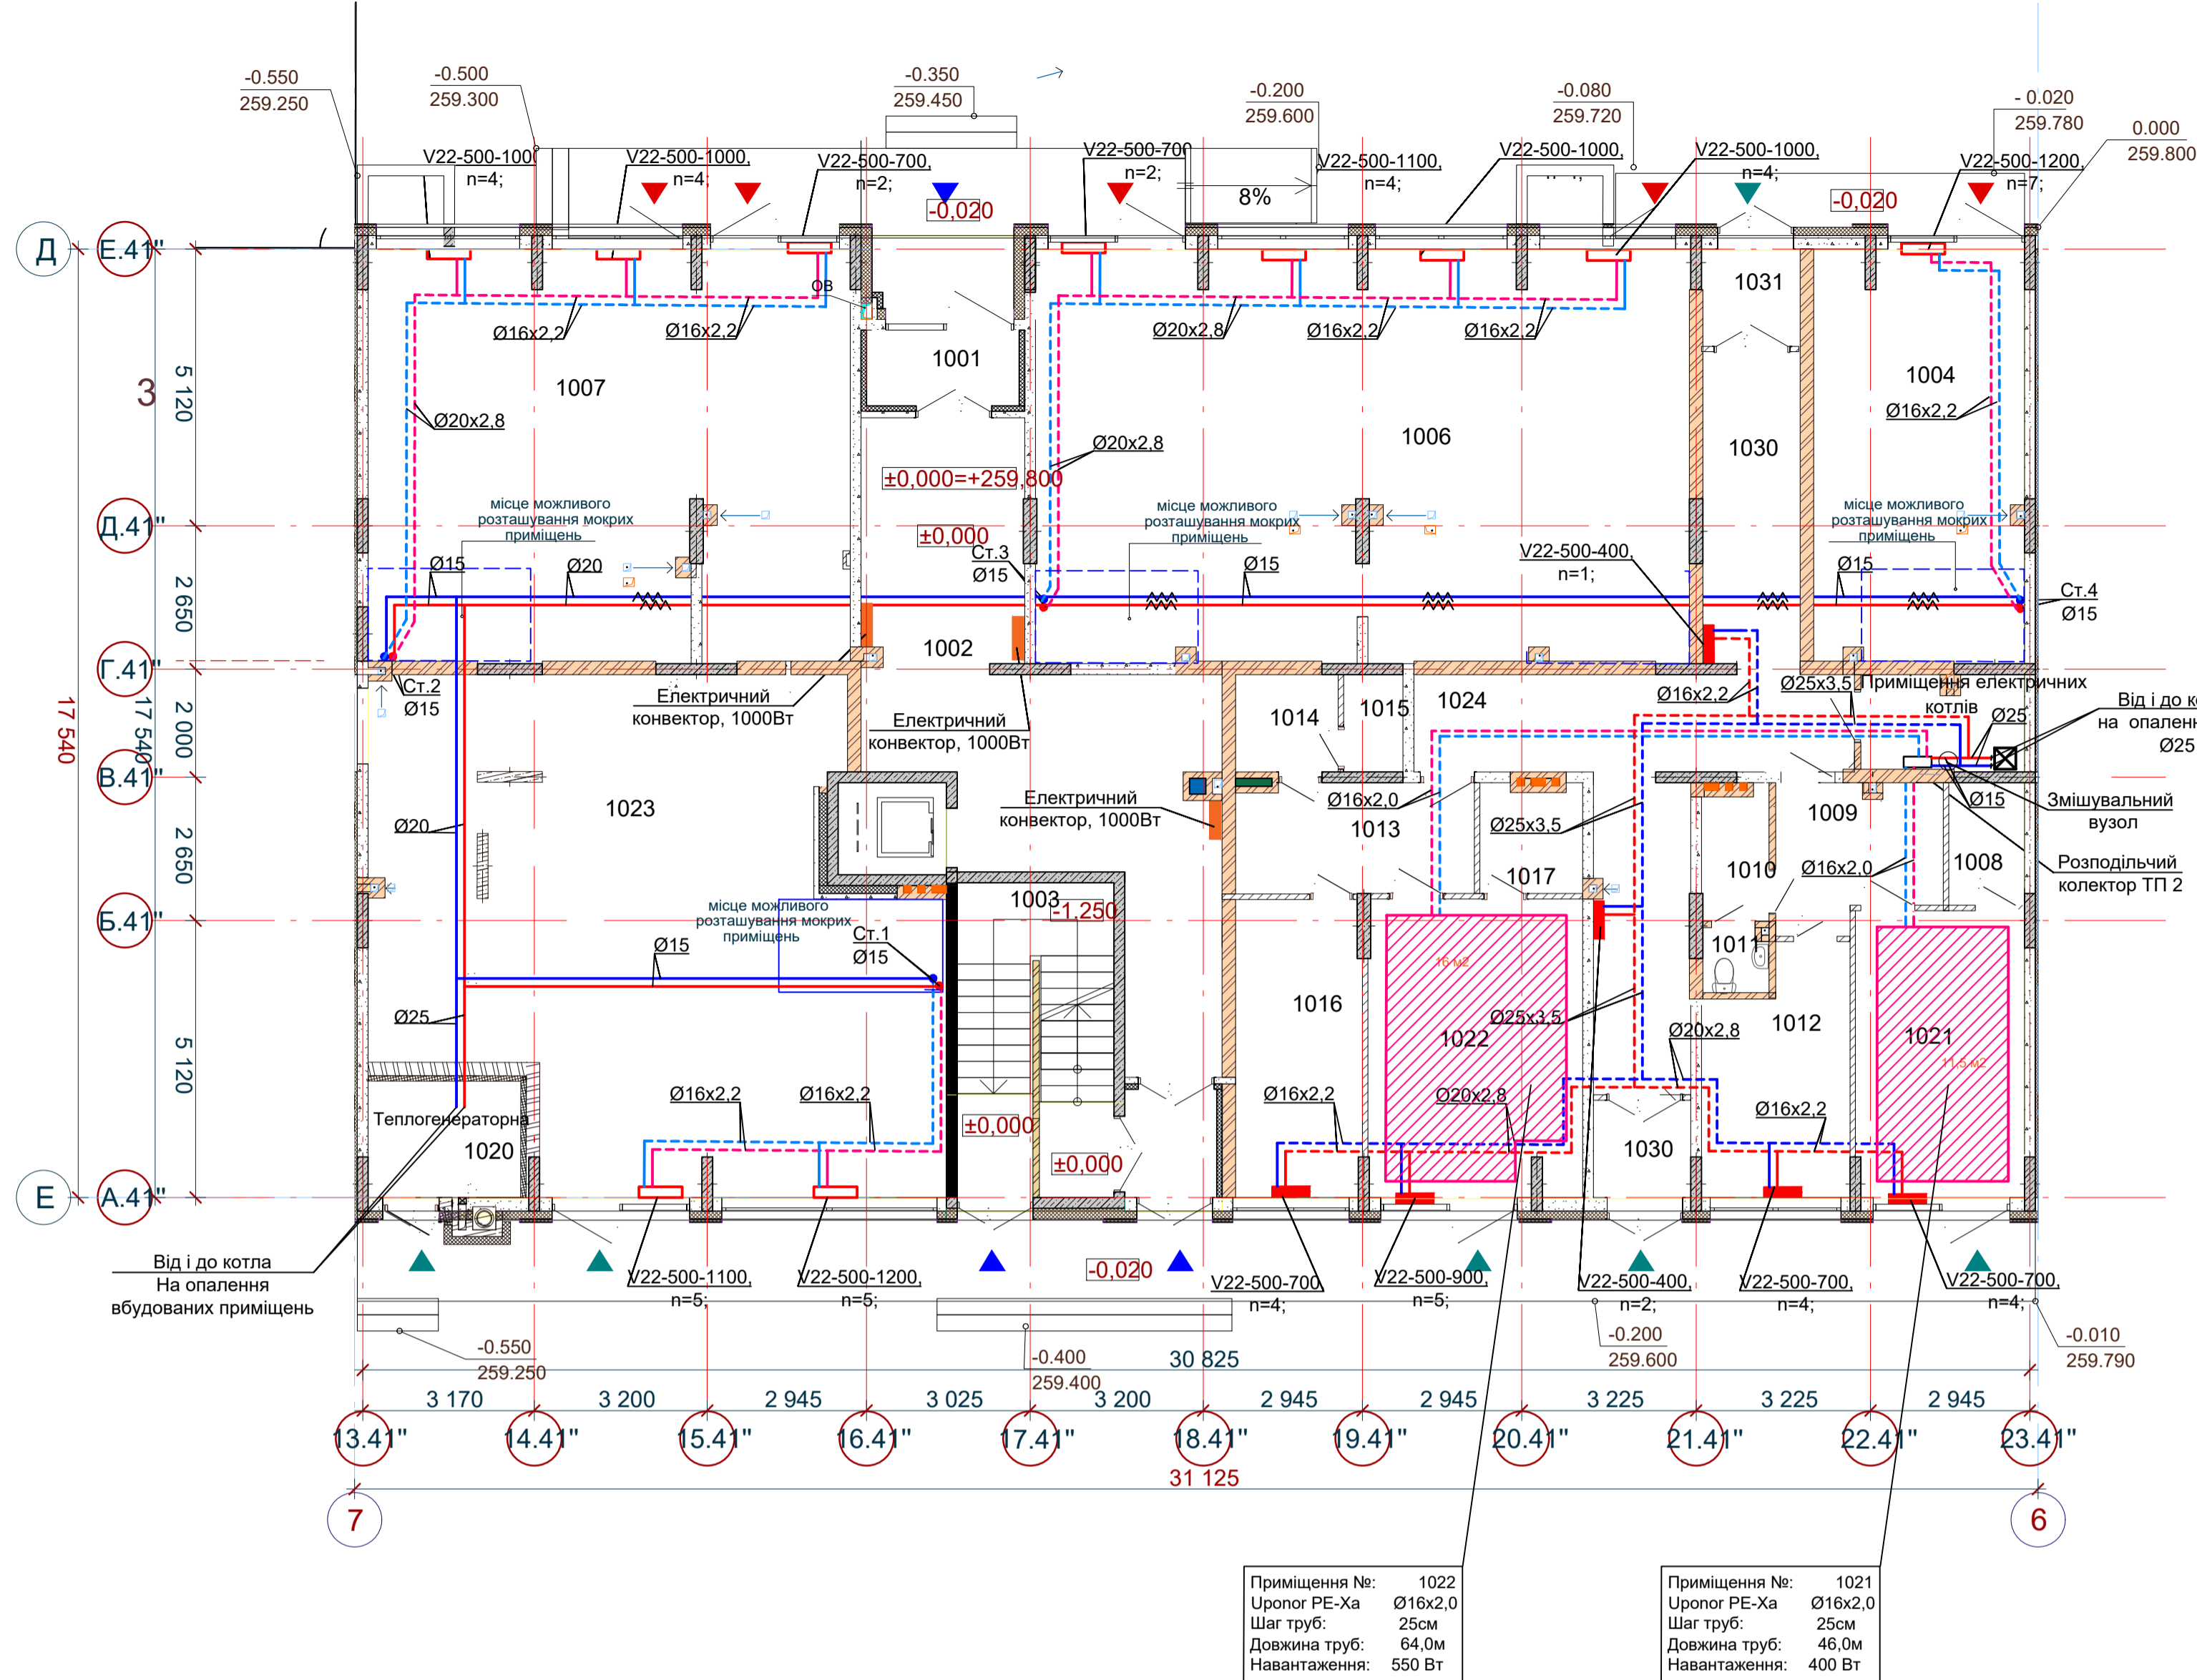 -0.550
259.250
-0.500
259.300
-0.350
259.450
-0.200
259.600
-0.080
259.720
- 0.020
259.780
0.000
259.800
V22-500-100
n=4;
V22-500-1000,
n=4;
V22-500-700,
n=2;
V22-500-700
n=2;
V22-500-1100,
n=4;
V22-500-1000,
V22-500-1000,
n=4;
V22-500-1200,
n=7;
8%
-0,020
-0,020
Д
Е.41"
ОВ
Ø16x2,2
Ø16x2,2
Ø20x2,8
Ø16x2,2
Ø16x2,2
1031
1001
1007
1004
3
5 120
Ø20x2,8
Ø20x2,8
1006
1030
Ø16x2,2
±0,000=+259,800
Д.41"
місце можливого
розташування мокрих
приміщень
±0,000
місце можливого
розташування мокрих
приміщень
місце можливого
розташування мокрих
приміщень
Ст.3
Ø15
V22-500-400,
n=1;
Ø15
Ø20
Ø15
Ø15
2 650
Ст.4
Ø15
1002
Г.41"
Ст.2
Ø15
Електричний
конвектор, 1000Вт
Електричний
конвектор, 1000Вт
1014
1015
1024
Ø16x2,2
Ø25x3,5
Приміщення електричних
котлів
Ø25
Від і до к
на опален
Ø25
17 540
17 540
2 000
В.41"
1023
Електричний
конвектор, 1000Вт
Ø16x2,0
1013
Ø25x3,5
1009
Ø15
Змішувальний
вузол
Ø20
2 650
1017
1010
Ø16x2,0
1008
Розподільчий
колектор ТП 2
Б.41"
місце можливого
розташування мокрих
приміщень
1003
-1.250
Ст.1
Ø15
Ø15
1011
16 м2
1016
Ø25
Ø25x3,5
1022
Ø20x2,8
1012
1021
11,5 м2
5 120
Теплогенераторна
1020
Ø16x2,2
Ø16x2,2
±0,000
±0,000
Ø16x2,2
Ø20x2,8
1030
Ø16x2,2
Е
А.41"
Від і до котла
На опалення
вбудованих приміщень
V22-500-1100,
n=5;
V22-500-1200,
n=5;
-0,020
V22-500-700
n=4;
V22-500-900,
n=5;
V22-500-400,
n=2;
V22-500-700,
n=4;
V22-500-700,
n=4;
-0.550
259.250
-0.400
259.400
-0.200
259.600
-0.010
259.790
30 825
3 170
3 200
2 945
3 025
3 200
2 945
2 945
3 225
3 225
2 945
13.41"
14.41"
15.41"
16.41"
17.41"
18.41"
19.41"
20.41"
21.41"
22.41"
23.41"
31 125
7
6
Приміщення №: 1022
Uponor PE-Xa Ø16x2,0
Шаг труб: 25см
Довжина труб: 64,0м
Навантаження: 550 Вт
Приміщення №: 1021
Uponor PE-Xa Ø16x2,0
Шаг труб: 25см
Довжина труб: 46,0м
Навантаження: 400 Вт